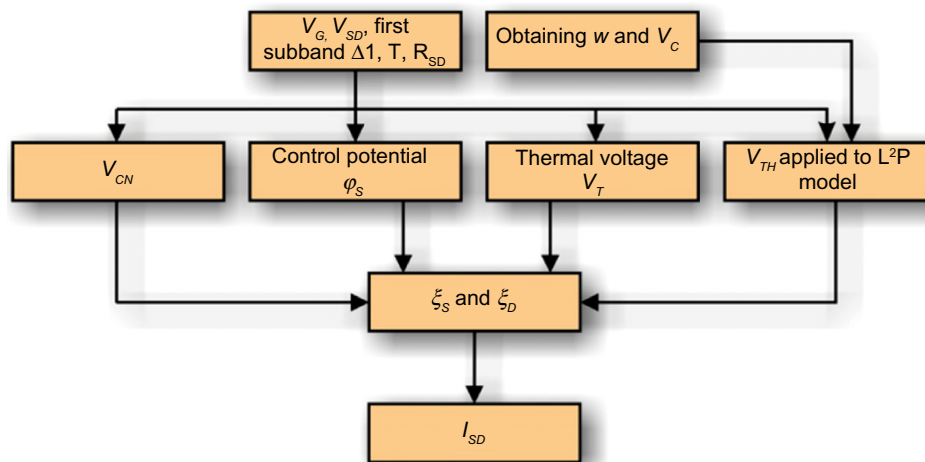 V_G, V_SD, first
subband Δ1, T, R_SD
Obtaining w and V_C
V_CN
Control potential
φ_S
Thermal voltage
V_T
V_TH applied to L²P
model
ξ_S and ξ_D
I_SD